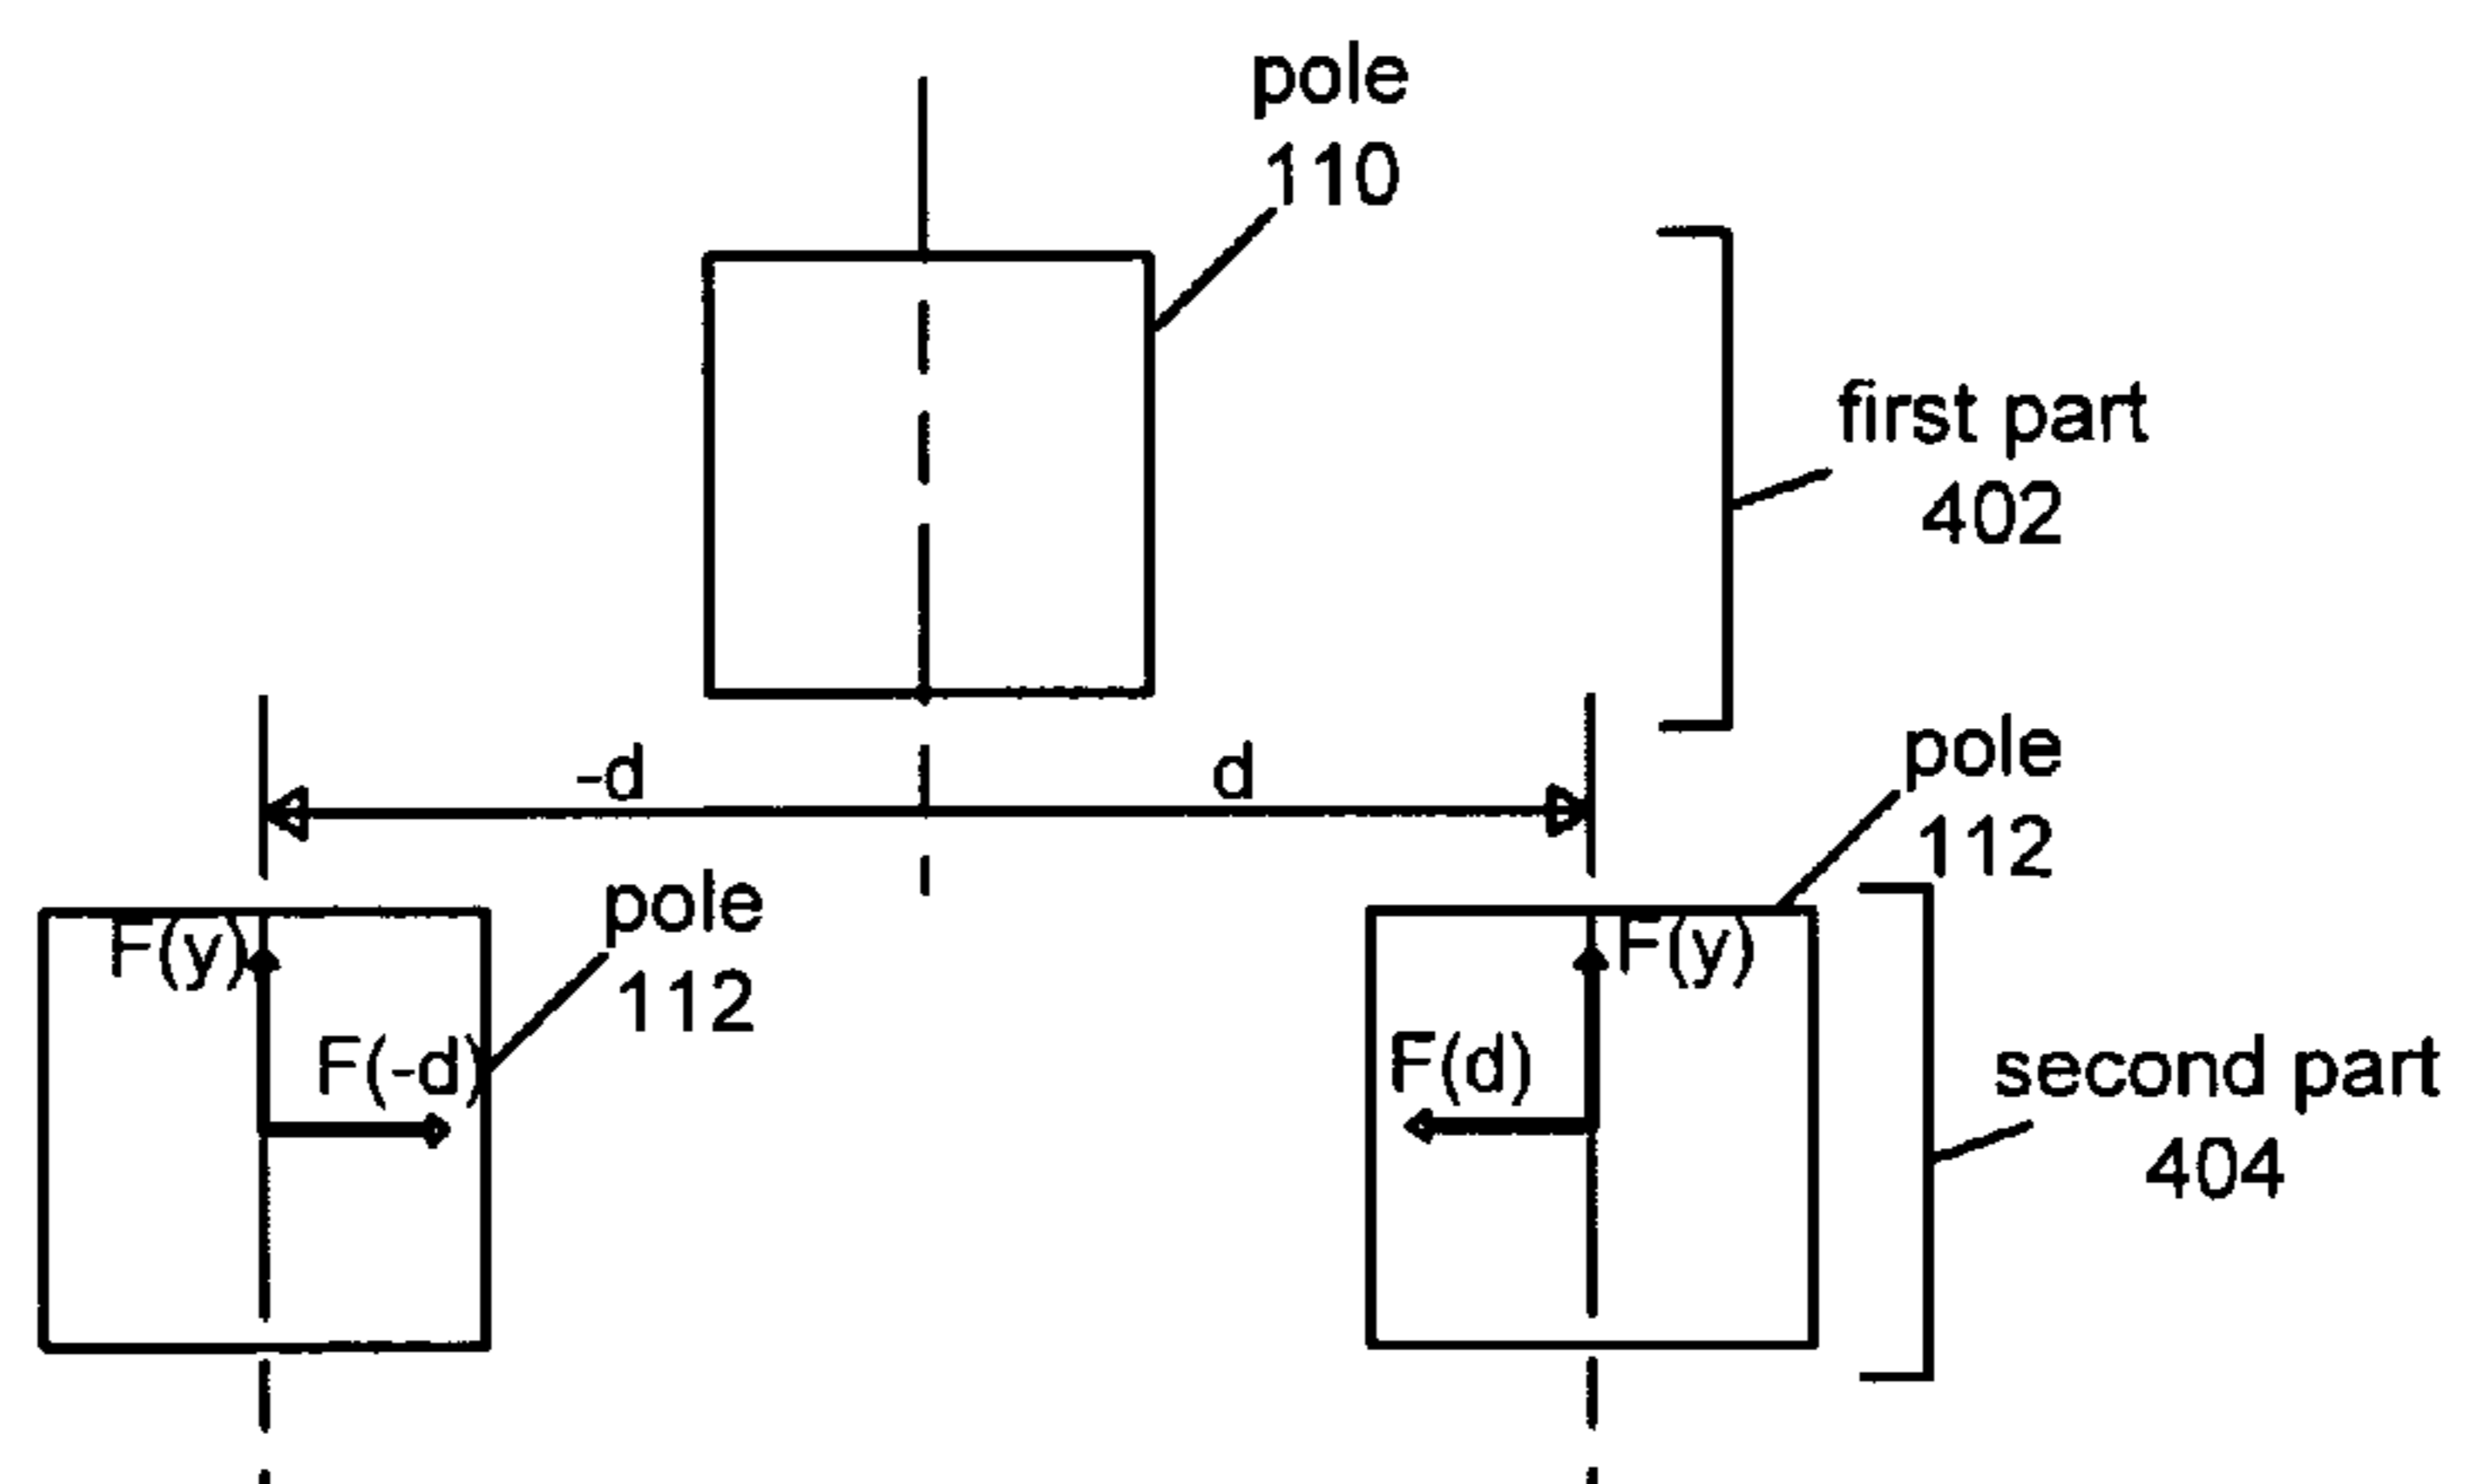 pole
110
first part
402
-d
d
pole
112
pole
112
F(y)
F(-d)
F(y)
F(d)
second part
404